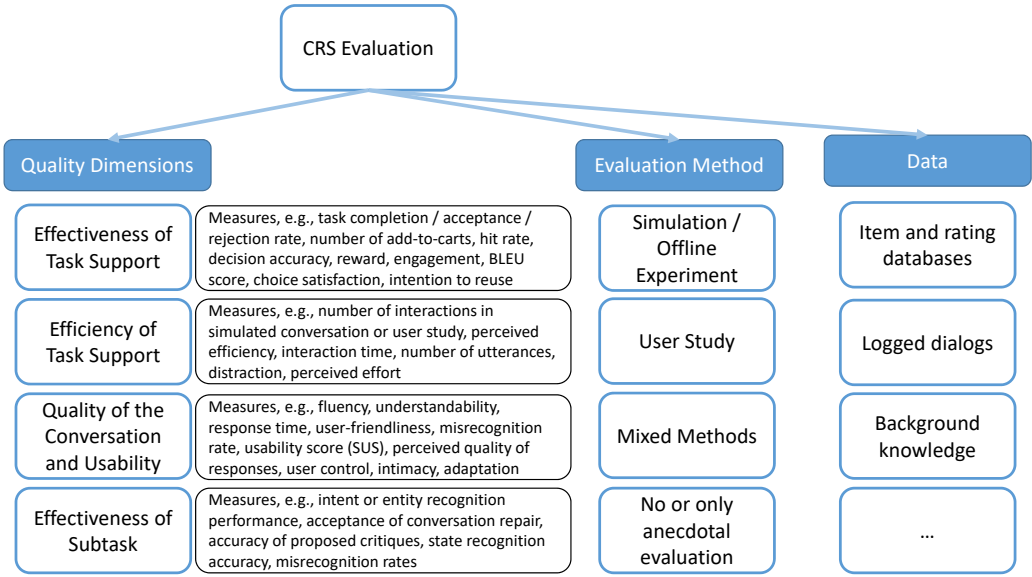 CRS Evaluation
Quality Dimensions
Evaluation Method
Data
Effectiveness of
Task Support
Measures, e.g., task completion / acceptance /
rejection rate, number of add-to-carts, hit rate,
decision accuracy, reward, engagement, BLEU
score, choice satisfaction, intention to reuse
Simulation /
Offline
Experiment
Item and rating
databases
Efficiency of
Task Support
Measures, e.g., number of interactions in
simulated conversation or user study, perceived
efficiency, interaction time, number of utterances,
distraction, perceived effort
User Study
Logged dialogs
Quality of the
Conversation
and Usability
Measures, e.g., fluency, understandability,
response time, user-friendliness, misrecognition
rate, usability score (SUS), perceived quality of
responses, user control, intimacy, adaptation
Mixed Methods
Background
knowledge
Effectiveness of
Subtask
Measures, e.g., intent or entity recognition
performance, acceptance of conversation repair,
accuracy of proposed critiques, state recognition
accuracy, misrecognition rates
No or only
anecdotal
evaluation
…